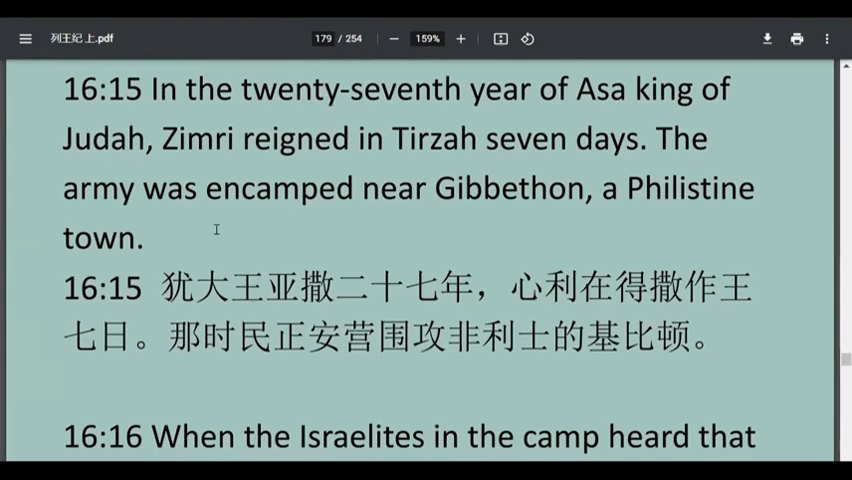 列王纪 上.pdf
179 / 254
159%
16:15 In the twenty-seventh year of Asa king of
Judah, Zimri reigned in Tirzah seven days. The
army was encamped near Gibbethon, a Philistine
town.
16:15 犹大王亚撒二十七年，心利在得撒作王
七日。那时民正安营围攻非利士的基比顿。
16:16 When the Israelites in the camp heard that